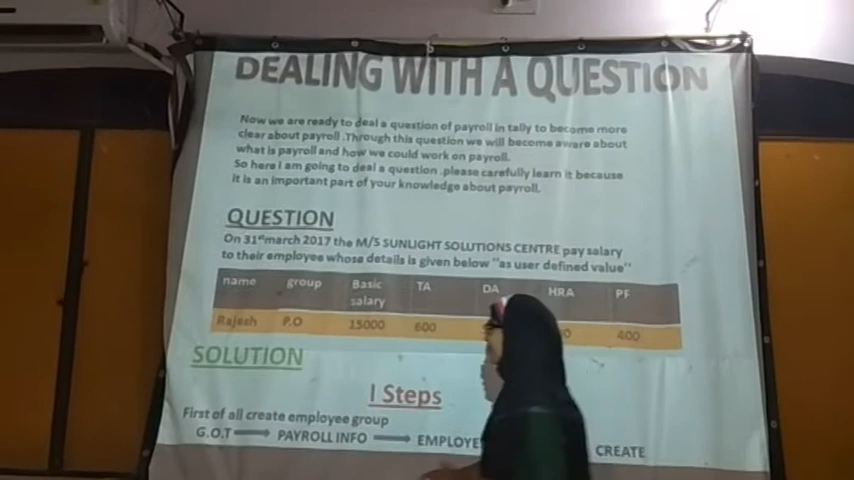 DEALING WITH A QUESTION
Now we are ready to deal a question of payroll in tally to become more
clear about payroll .Through this question we will become aware about
what is payroll and how we could work on payroll.
So here I am going to deal a question .please carefully learn it because
it is an important part of your knowledge about payroll.
QUESTION
On 31st march 2017 the M/S SUNLIGHT SOLUTIONS CENTRE pay salary
to their employee whose details is given below "as user defined value"
name group Basic salary TA DA HRA PF
Rajesh P.O 15000 600 400
SOLUTION
I Steps
First of all create employee group
G.O.T PAYROLL INFO CREATE